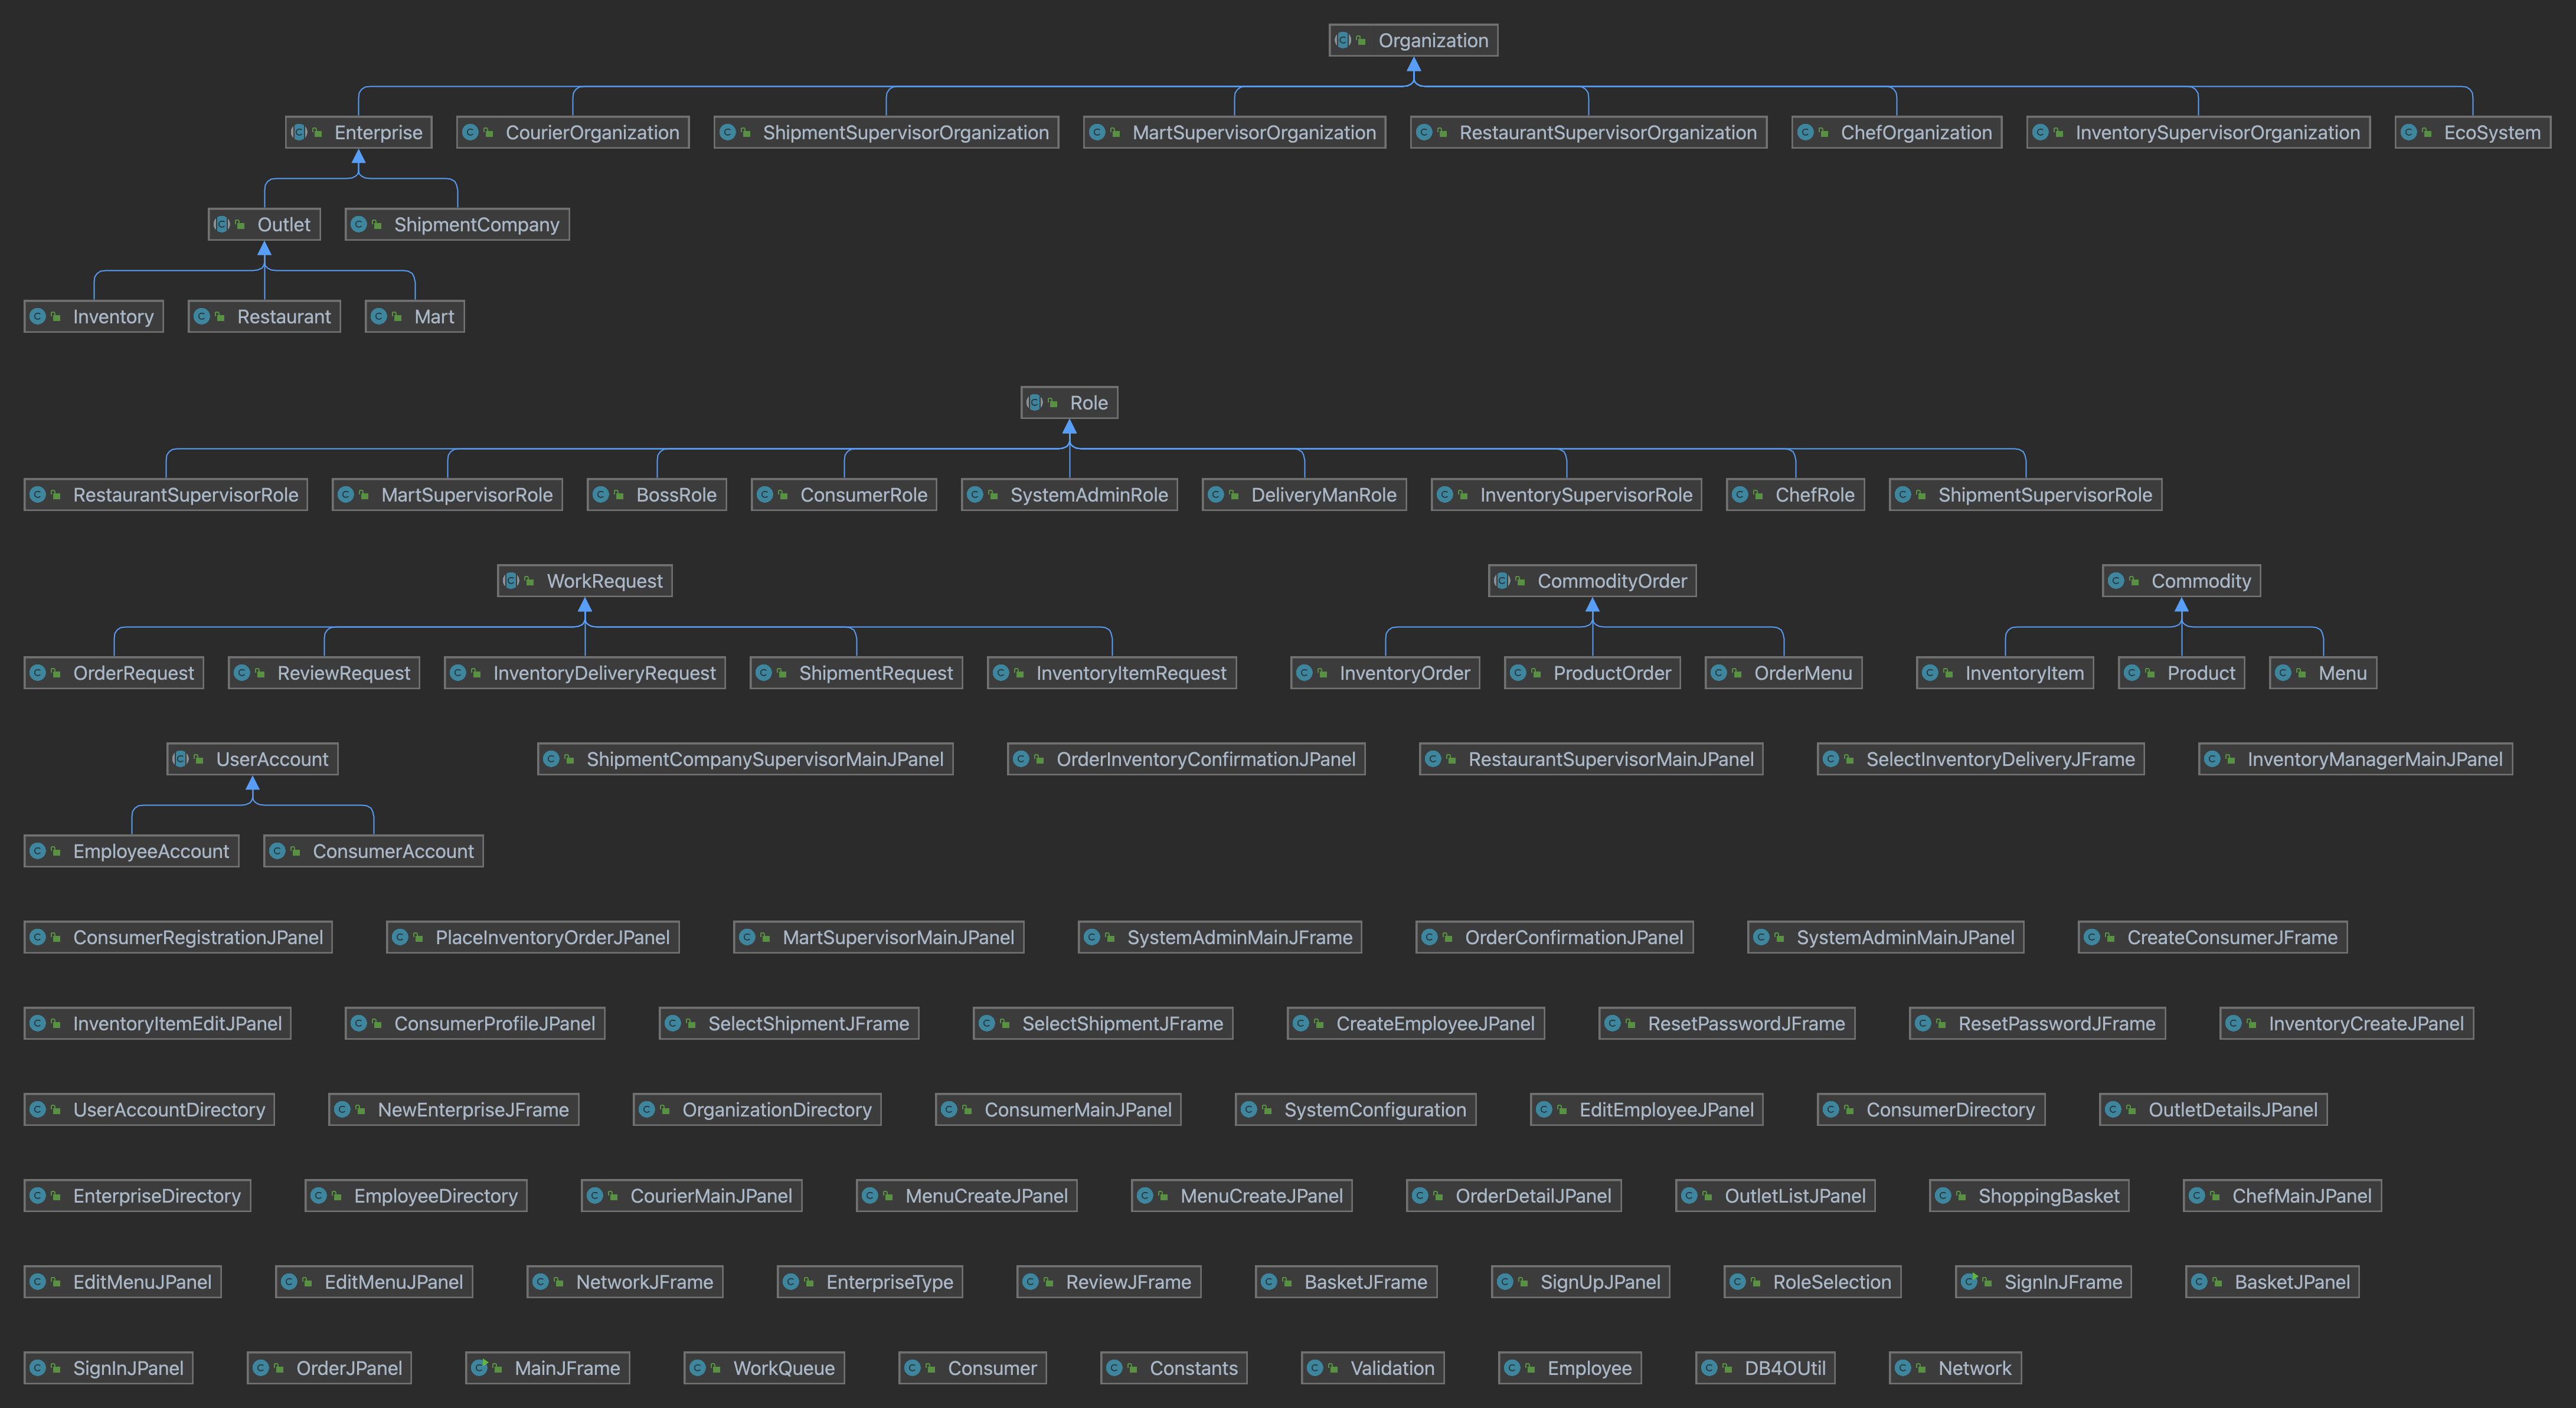 Organization
Enterprise CourierOrganization ShipmentSupervisorOrganization MartSupervisorOrganization RestaurantSupervisorOrganization ChefOrganization InventorySupervisorOrganization EcoSystem
Outlet ShipmentCompany
Inventory Restaurant Mart
Role
RestaurantSupervisorRole MartSupervisorRole BossRole ConsumerRole SystemAdminRole DeliveryManRole InventorySupervisorRole ChefRole ShipmentSupervisorRole
WorkRequest CommodityOrder Commodity
OrderRequest ReviewRequest InventoryDeliveryRequest ShipmentRequest InventoryItemRequest InventoryOrder ProductOrder OrderMenu InventoryItem Product Menu
UserAccount ShipmentCompanySupervisorMainJPanel OrderInventoryConfirmationJPanel RestaurantSupervisorMainJPanel SelectInventoryDeliveryJFrame InventoryManagerMainJPanel
EmployeeAccount ConsumerAccount
ConsumerRegistrationJPanel PlaceInventoryOrderJPanel MartSupervisorMainJPanel SystemAdminMainJFrame OrderConfirmationJPanel SystemAdminMainJPanel CreateConsumerJFrame
InventoryItemEditJPanel ConsumerProfileJPanel SelectShipmentJFrame SelectShipmentJFrame CreateEmployeeJPanel ResetPasswordJFrame ResetPasswordJFrame InventoryCreateJPanel
UserAccountDirectory NewEnterpriseJFrame OrganizationDirectory ConsumerMainJPanel SystemConfiguration EditEmployeeJPanel ConsumerDirectory OutletDetailsJPanel
EnterpriseDirectory EmployeeDirectory CourierMainJPanel MenuCreateJPanel MenuCreateJPanel OrderDetailJPanel OutletListJPanel ShoppingBasket ChefMainJPanel
EditMenuJPanel EditMenuJPanel NetworkJFrame EnterpriseType ReviewJFrame BasketJFrame SignUpJPanel RoleSelection SignInJFrame BasketJPanel
SignInJPanel OrderJPanel MainJFrame WorkQueue Consumer Constants Validation Employee DB4OUtil Network